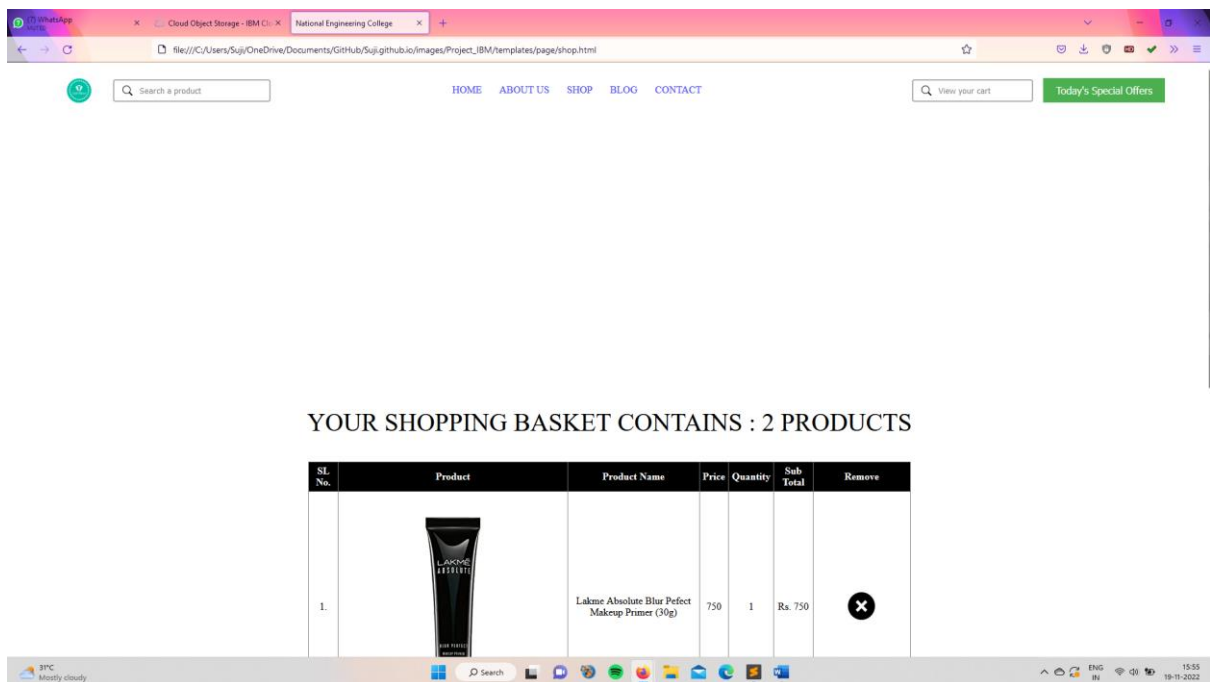 (7) WhatsApp
Cloud Object Storage - IBM Clo
National Engineering College
file:///C:/Users/Suji/OneDrive/Documents/GitHub/Suji.github.io/images/Project_IBM/templates/page/shop.html
Search a product
HOME ABOUT US SHOP BLOG CONTACT
View your cart
Today's Special Offers
YOUR SHOPPING BASKET CONTAINS : 2 PRODUCTS
SL No. Product Product Name Price Quantity Sub Total Remove
LAKMÉ
ABSOLUTE
1. Lakme Absolute Blur Pefect 750 1 Rs. 750
Makeup Primer (30g)
31°C
Mostly cloudy
Search
ENG
IN
15:55
19-11-2022